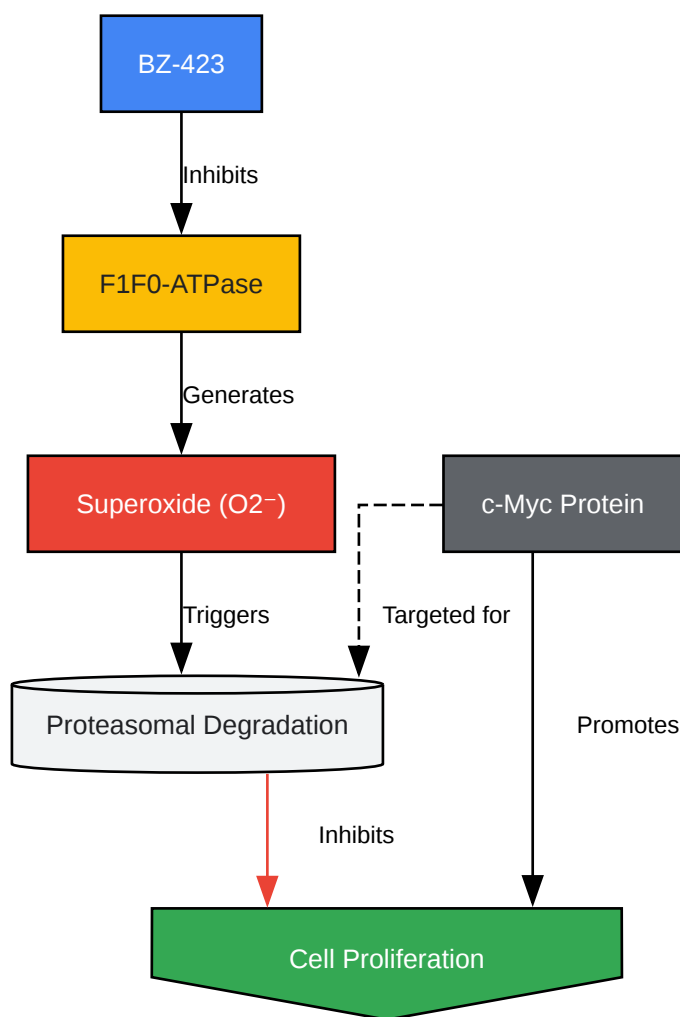 BZ-423
Inhibits
F1F0-ATPase
Generates
Superoxide (O2⁻)
c-Myc Protein
Triggers
Targeted for
Proteasomal Degradation
Promotes
Inhibits
Cell Proliferation